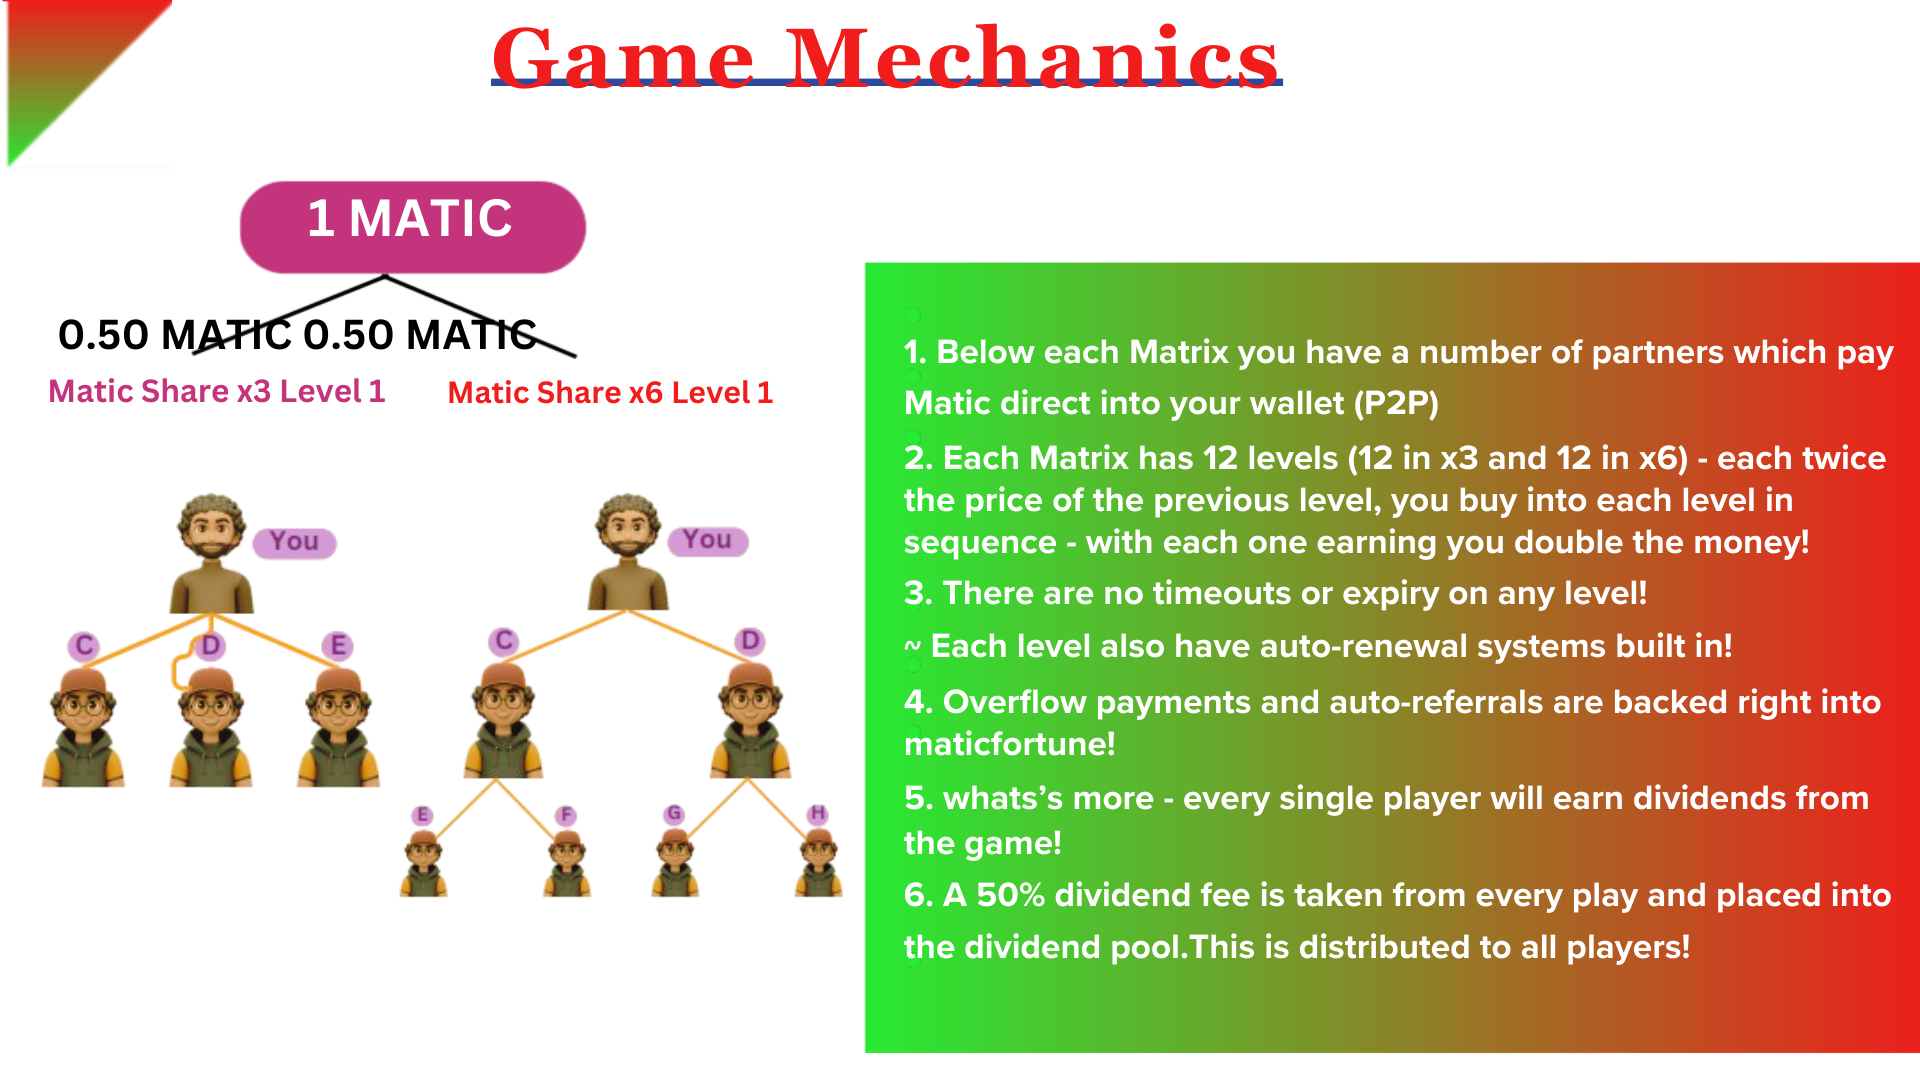 Game Mechanics
1 MATIC
0.50 MATIC 0.50 MATIC
Matic Share x3 Level 1
Matic Share x6 Level 1
You
C
D
E
You
C
D
E
F
G
H
1. Below each Matrix you have a number of partners which pay
Matic direct into your wallet (P2P)
2. Each Matrix has 12 levels (12 in x3 and 12 in x6) - each twice
the price of the previous level, you buy into each level in
sequence - with each one earning you double the money!
3. There are no timeouts or expiry on any level!
~ Each level also have auto-renewal systems built in!
4. Overflow payments and auto-referrals are backed right into
maticfortune!
5. whats’s more - every single player will earn dividends from
the game!
6. A 50% dividend fee is taken from every play and placed into
the dividend pool.This is distributed to all players!